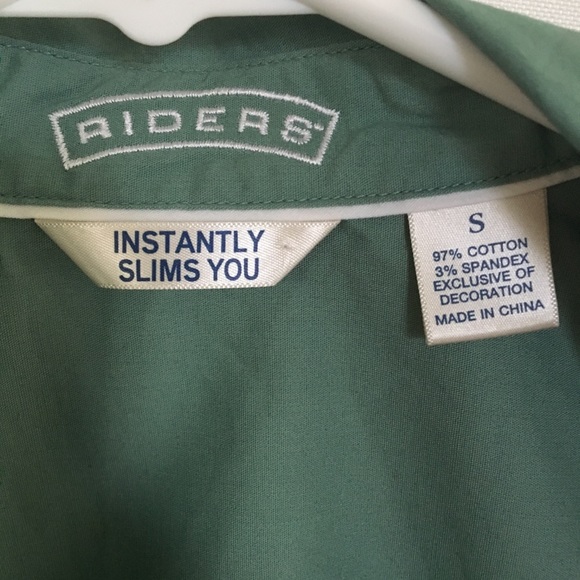 RIDERS
INSTANTLY
SLIMS YOU
S
97% COTTON
3% SPANDEX
EXCLUSIVE OF
DECORATION
MADE IN CHINA